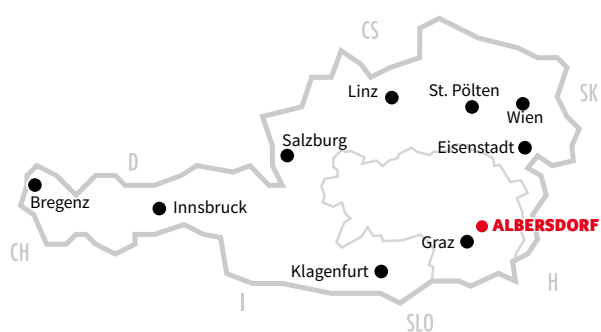 CS
Linz
St. Pölten
SK
Wien
Salzburg
Eisenstadt
D
Bregenz
Innsbruck
ALBERSDORF
Graz
CH
Klagenfurt
H
I
SLO